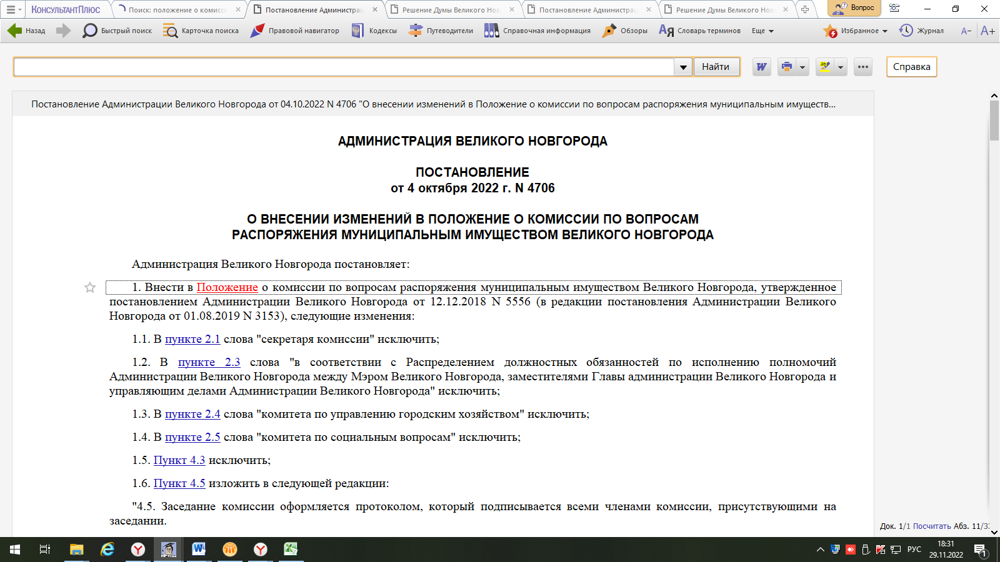 КонсультантПлюс
Поиск: положение о комисс
Постановление Администрац
Решение Думы Великого Нов
Постановление Администрац
Решение Думы Великого Нов
Вопрос
Назад
Быстрый поиск
Карточка поиска
Правовой навигатор
Кодексы
Путеводители
Справочная информация
Обзоры
Словарь терминов
Еще
Избранное
Журнал
A−
A+
Найти
Справка
Постановление Администрации Великого Новгорода от 04.10.2022 N 4706 "О внесении изменений в Положение о комиссии по вопросам распоряжения муниципальным имуществ...
АДМИНИСТРАЦИЯ ВЕЛИКОГО НОВГОРОДА
ПОСТАНОВЛЕНИЕ
от 4 октября 2022 г. N 4706
О ВНЕСЕНИИ ИЗМЕНЕНИЙ В ПОЛОЖЕНИЕ О КОМИССИИ ПО ВОПРОСАМ
РАСПОРЯЖЕНИЯ МУНИЦИПАЛЬНЫМ ИМУЩЕСТВОМ ВЕЛИКОГО НОВГОРОДА
Администрация Великого Новгорода постановляет:
1. Внести в Положение о комиссии по вопросам распоряжения муниципальным имуществом Великого Новгорода, утвержденное
постановлением Администрации Великого Новгорода от 12.12.2018 N 5556 (в редакции постановления Администрации Великого
Новгорода от 01.08.2019 N 3153), следующие изменения:
1.1. В пункте 2.1 слова "секретаря комиссии" исключить;
1.2. В пункте 2.3 слова "в соответствии с Распределением должностных обязанностей по исполнению полномочий
Администрации Великого Новгорода между Мэром Великого Новгорода, заместителями Главы администрации Великого Новгорода и
управляющим делами Администрации Великого Новгорода" исключить;
1.3. В пункте 2.4 слова "комитета по управлению городским хозяйством" исключить;
1.4. В пункте 2.5 слова "комитета по социальным вопросам" исключить;
1.5. Пункт 4.3 исключить;
1.6. Пункт 4.5 изложить в следующей редакции:
"4.5. Заседание комиссии оформляется протоколом, который подписывается всеми членами комиссии, присутствующими на
заседании.
Док. 1/1 Посчитать Абз. 11/3
РУС
18:31
29.11.2022
1